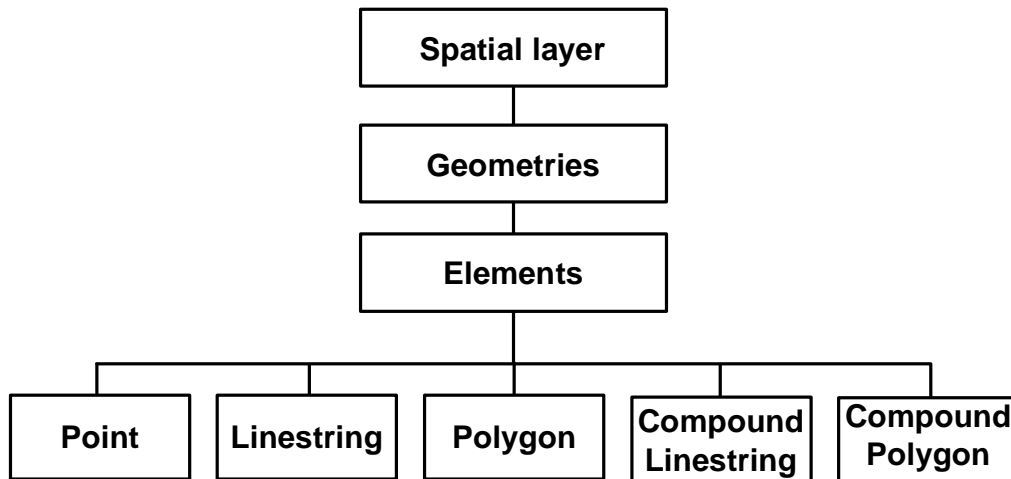 Spatial layer
Geometries
Elements
Point
Linestring
Polygon
Compound
Linestring
Compound
Polygon